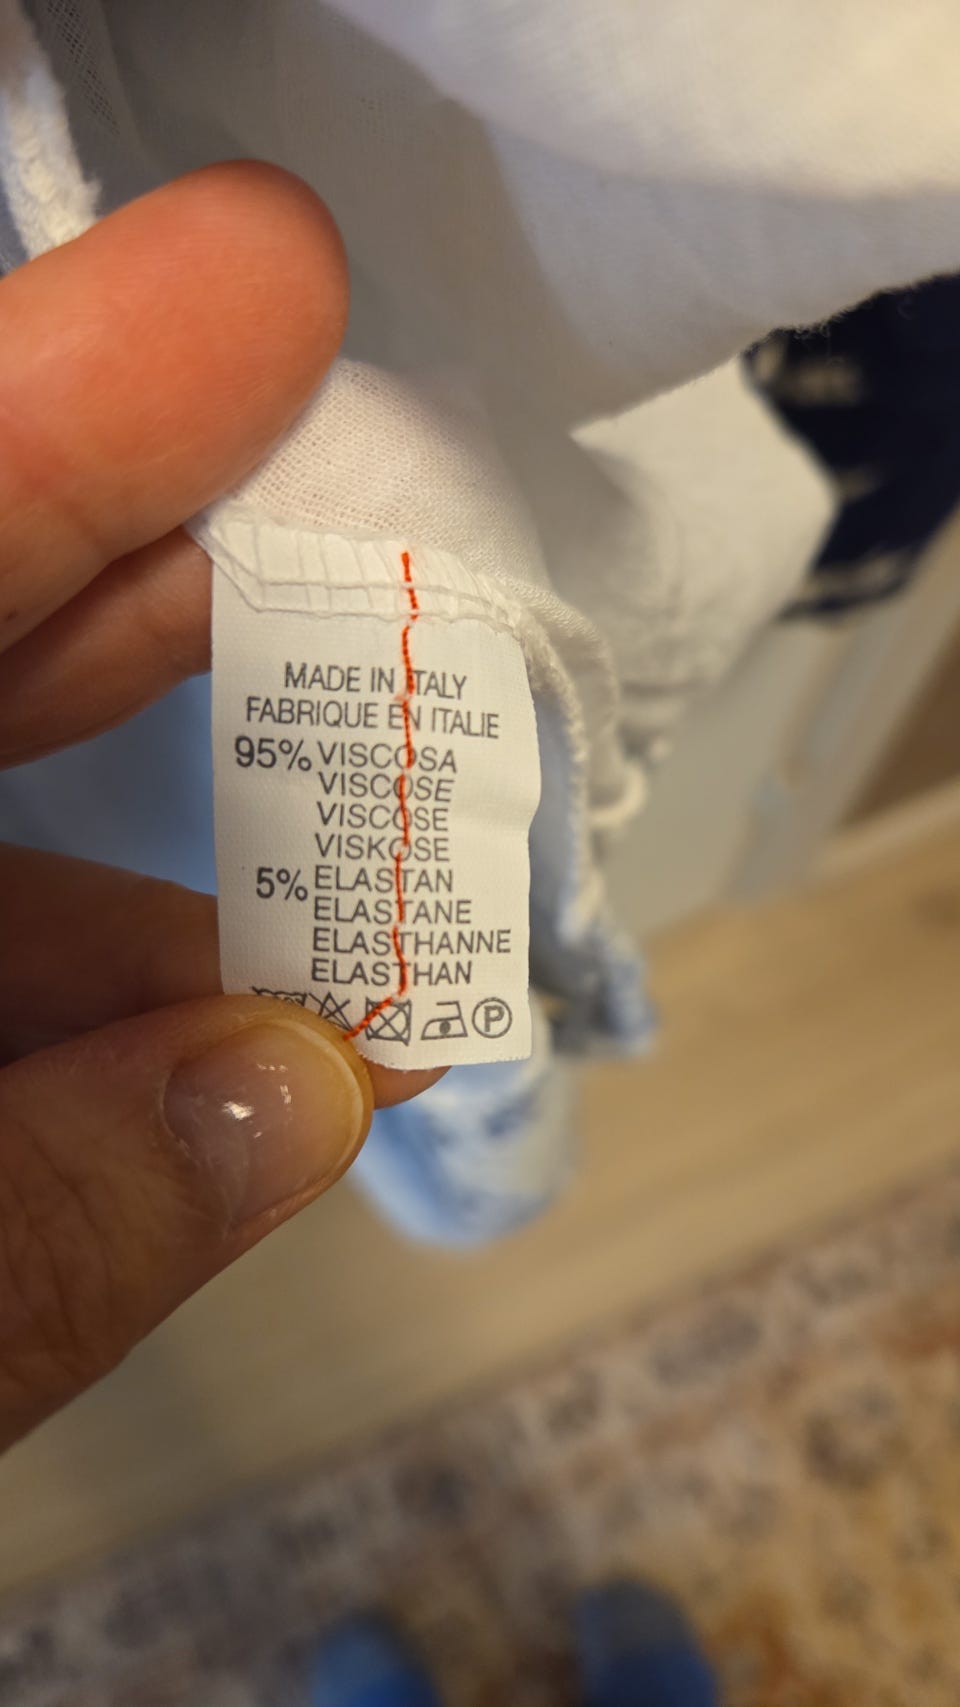 MADE IN ITALY
FABRIQUE EN ITALIE
95% VISCOSA
VISCOSE
VISCOSE
VISKOSE
5% ELASTAN
ELASTANE
ELASTHANNE
ELASTHAN
P